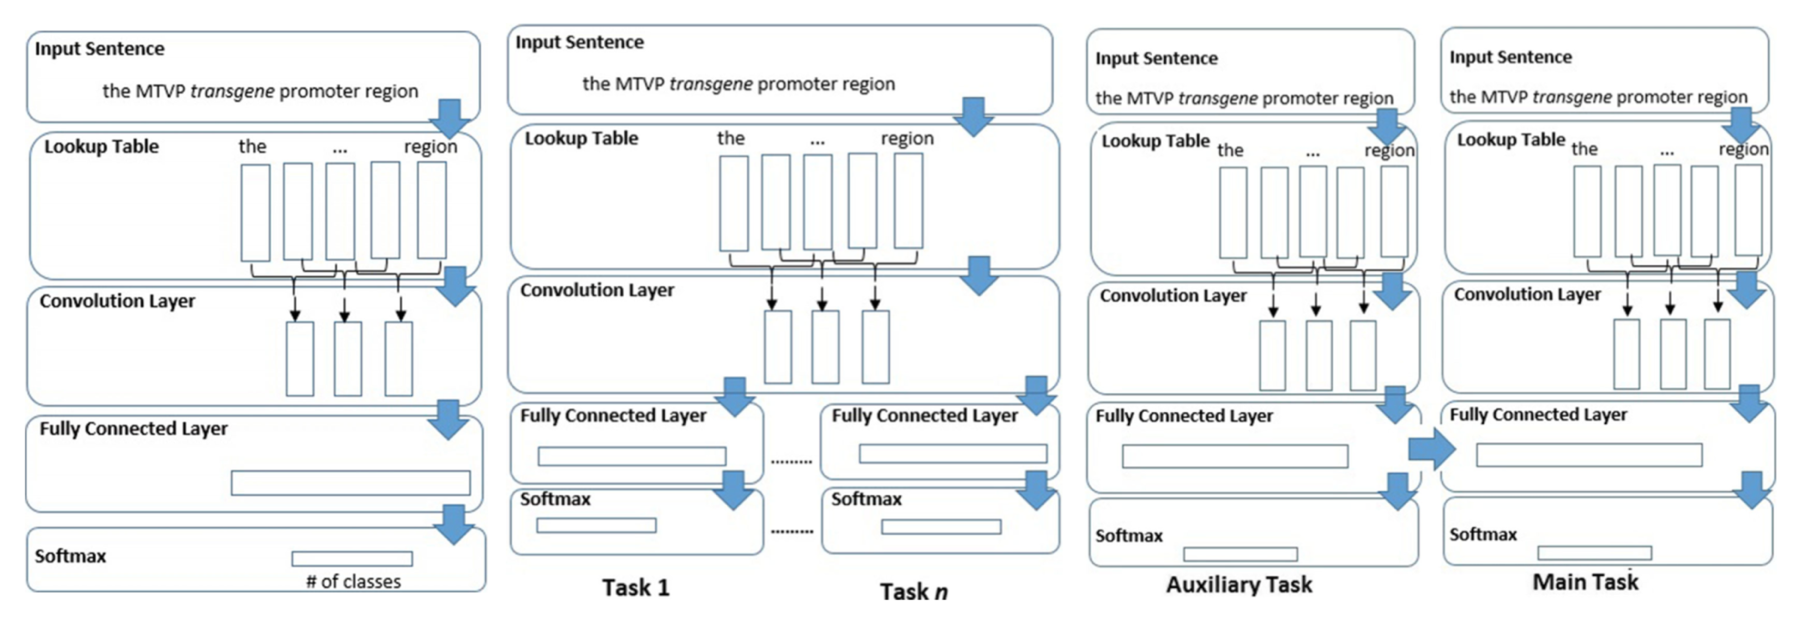 Input Sentence
the MTVP transgene promoter region
Lookup Table
the ... region
Convolution Layer
Fully Connected Layer
Softmax
# of classes
Input Sentence
the MTVP transgene promoter region
Lookup Table
the ... region
Convolution Layer
Fully Connected Layer
Fully Connected Layer
.........
Softmax
Softmax
.........
Task 1
Task n
Input Sentence
the MTVP transgene promoter region
Lookup Table
the ... region
Convolution Layer
Fully Connected Layer
Softmax
Auxiliary Task
Input Sentence
the MTVP transgene promoter region
Lookup Table
the ... region
Convolution Layer
Fully Connected Layer
Softmax
Main Task